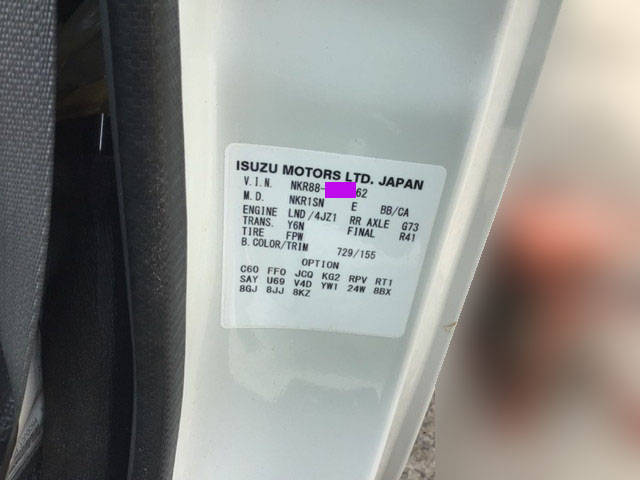 ISUZU MOTORS LTD. JAPAN
V.I.N. NKR88- 62
M.D. NKR1SN E BB/CA
ENGINE LND/4JZ1 RR AXLE G73
TRANS. Y6N FINAL R41
TIRE FPW
B.COLOR/TRIM 729/155
OPTION
C60 FFO JCQ KG2 RPV RT1
SAY U69 V4D YW1 24W 8BX
8GJ 8JJ 8KZ